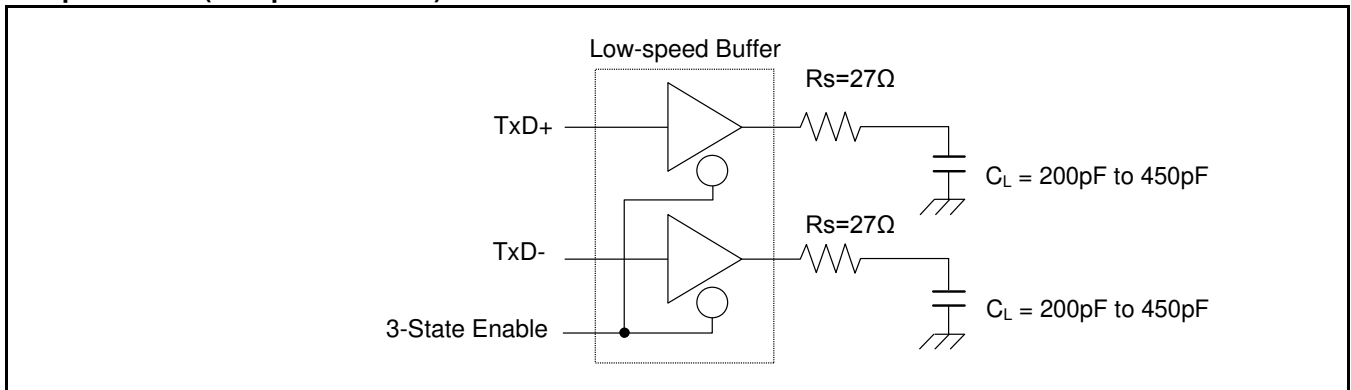 Low-speed Buffer
Rs=27Ω
TxD+
C_L = 200pF to 450pF
Rs=27Ω
TxD-
C_L = 200pF to 450pF
3-State Enable